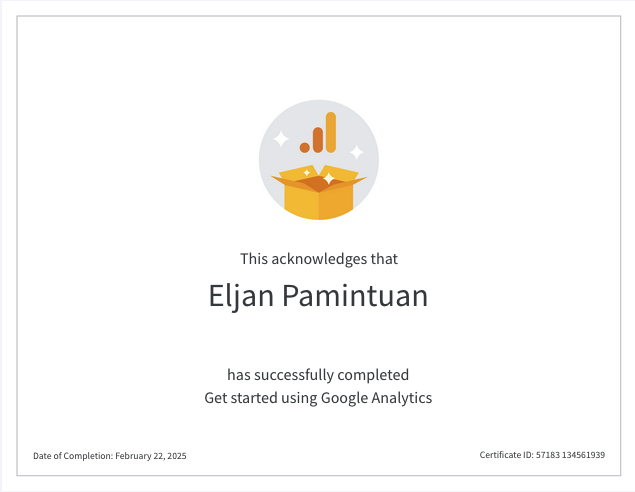 This acknowledges that
Eljan Pamintuan
has successfully completed
Get started using Google Analytics
Date of Completion: February 22, 2025
Certificate ID: 57183 134561939